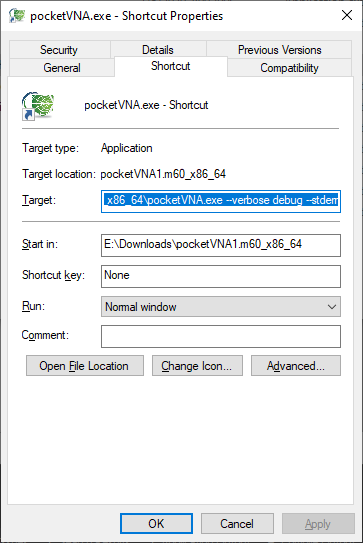 pocketVNA.exe - Shortcut Properties
Security Details Previous Versions
General Shortcut Compatibility
pocketVNA.exe - Shortcut
Target type: Application
Target location: pocketVNA1.m60_x86_64
Target: x86_64\pocketVNA.exe --verbose debug --stderr
Start in: E:\Downloads\pocketVNA1.m60_x86_64
Shortcut key: None
Run: Normal window
Comment:
Open File Location Change Icon... Advanced...
OK Cancel Apply